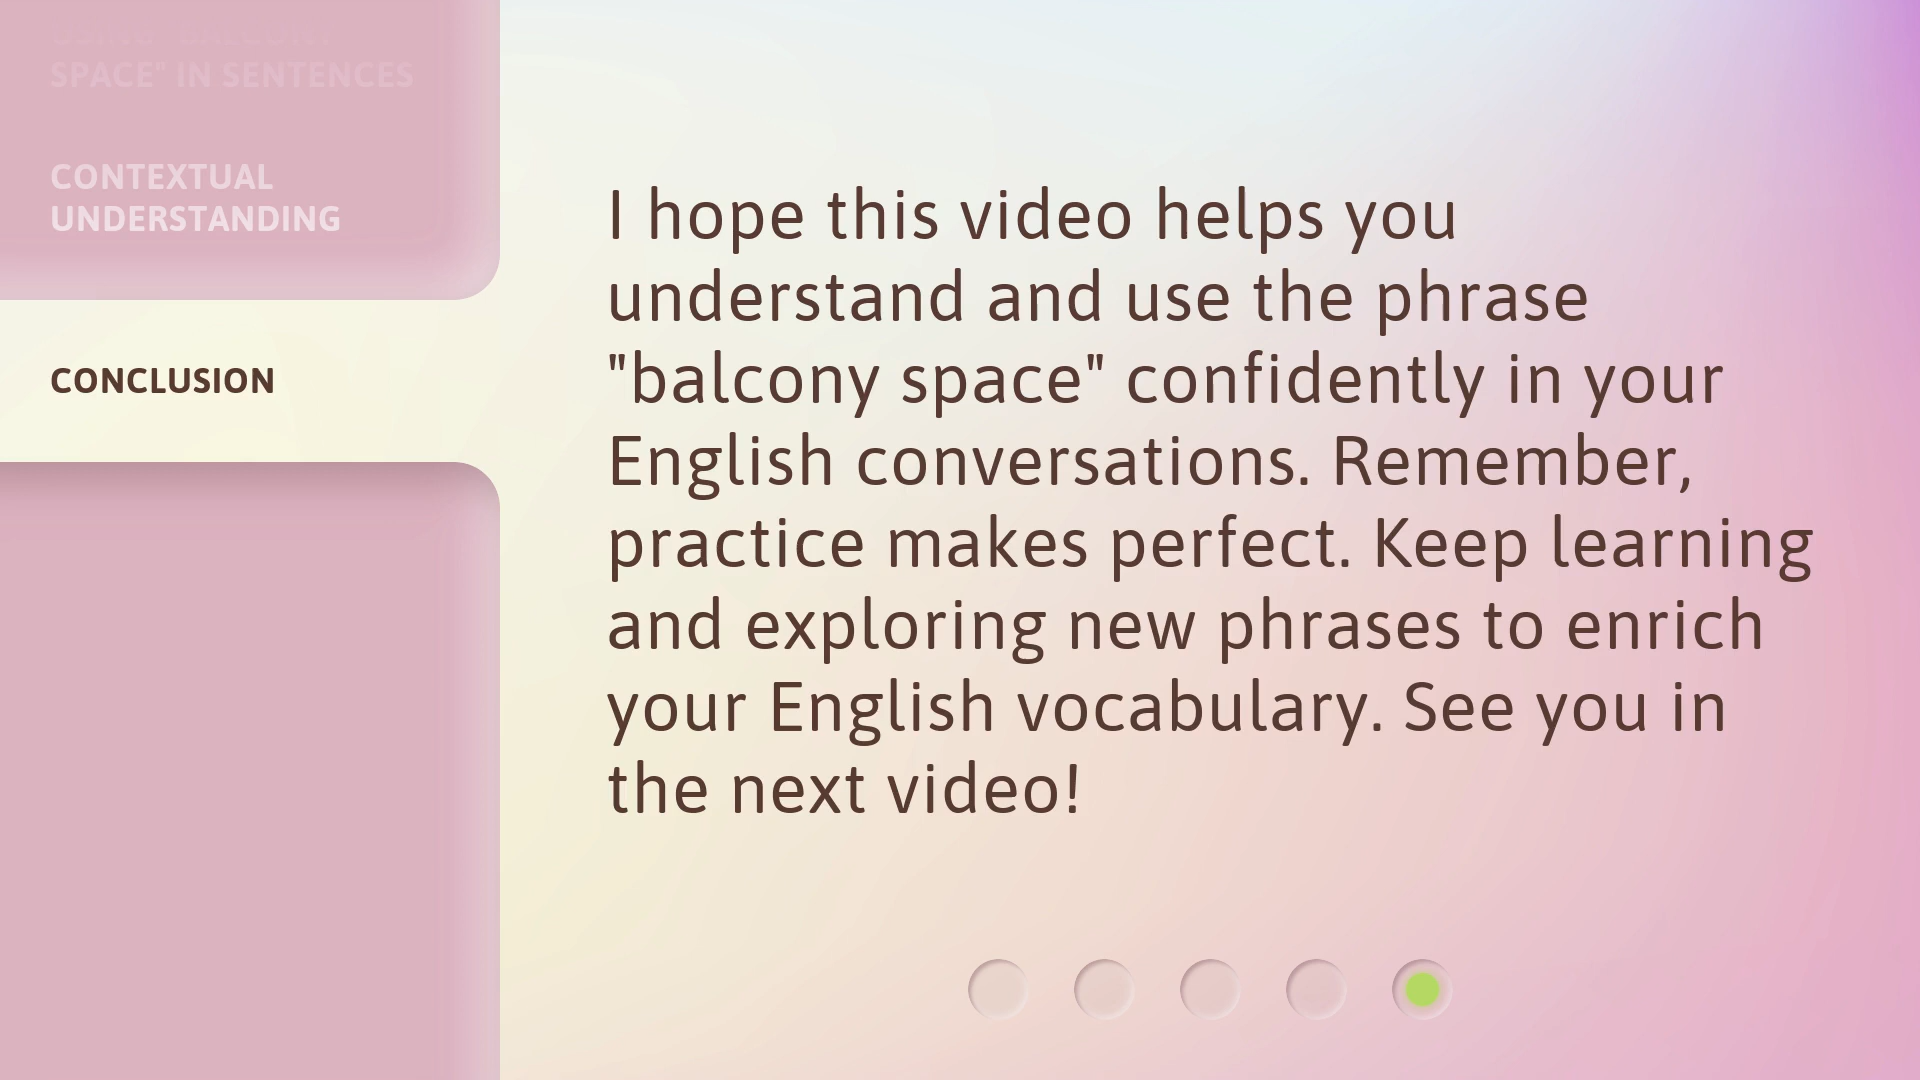 USING "BALCONY
SPACE" IN SENTENCES
CONTEXTUAL
UNDERSTANDING
CONCLUSION
I hope this video helps you
understand and use the phrase
"balcony space" confidently in your
English conversations. Remember,
practice makes perfect. Keep learning
and exploring new phrases to enrich
your English vocabulary. See you in
the next video!